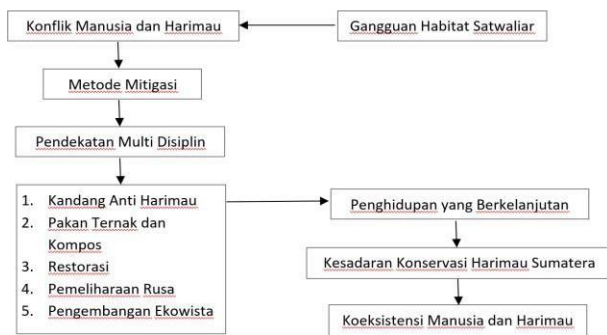 Konflik Manusia dan Harimau
Gangguan Habitat Satwaliar
Metode Mitigasi
Pendekatan Multi Disiplin
1. Kandang Anti Harimau
2. Pakan Ternak dan
Kompos
3. Restorasi
4. Pemeliharaan Rusa
5. Pengembangan Ekowista
Penghidupan yang Berkelanjutan
Kesadaran Konservasi Harimau Sumatera
Koeksistensi Manusia dan Harimau